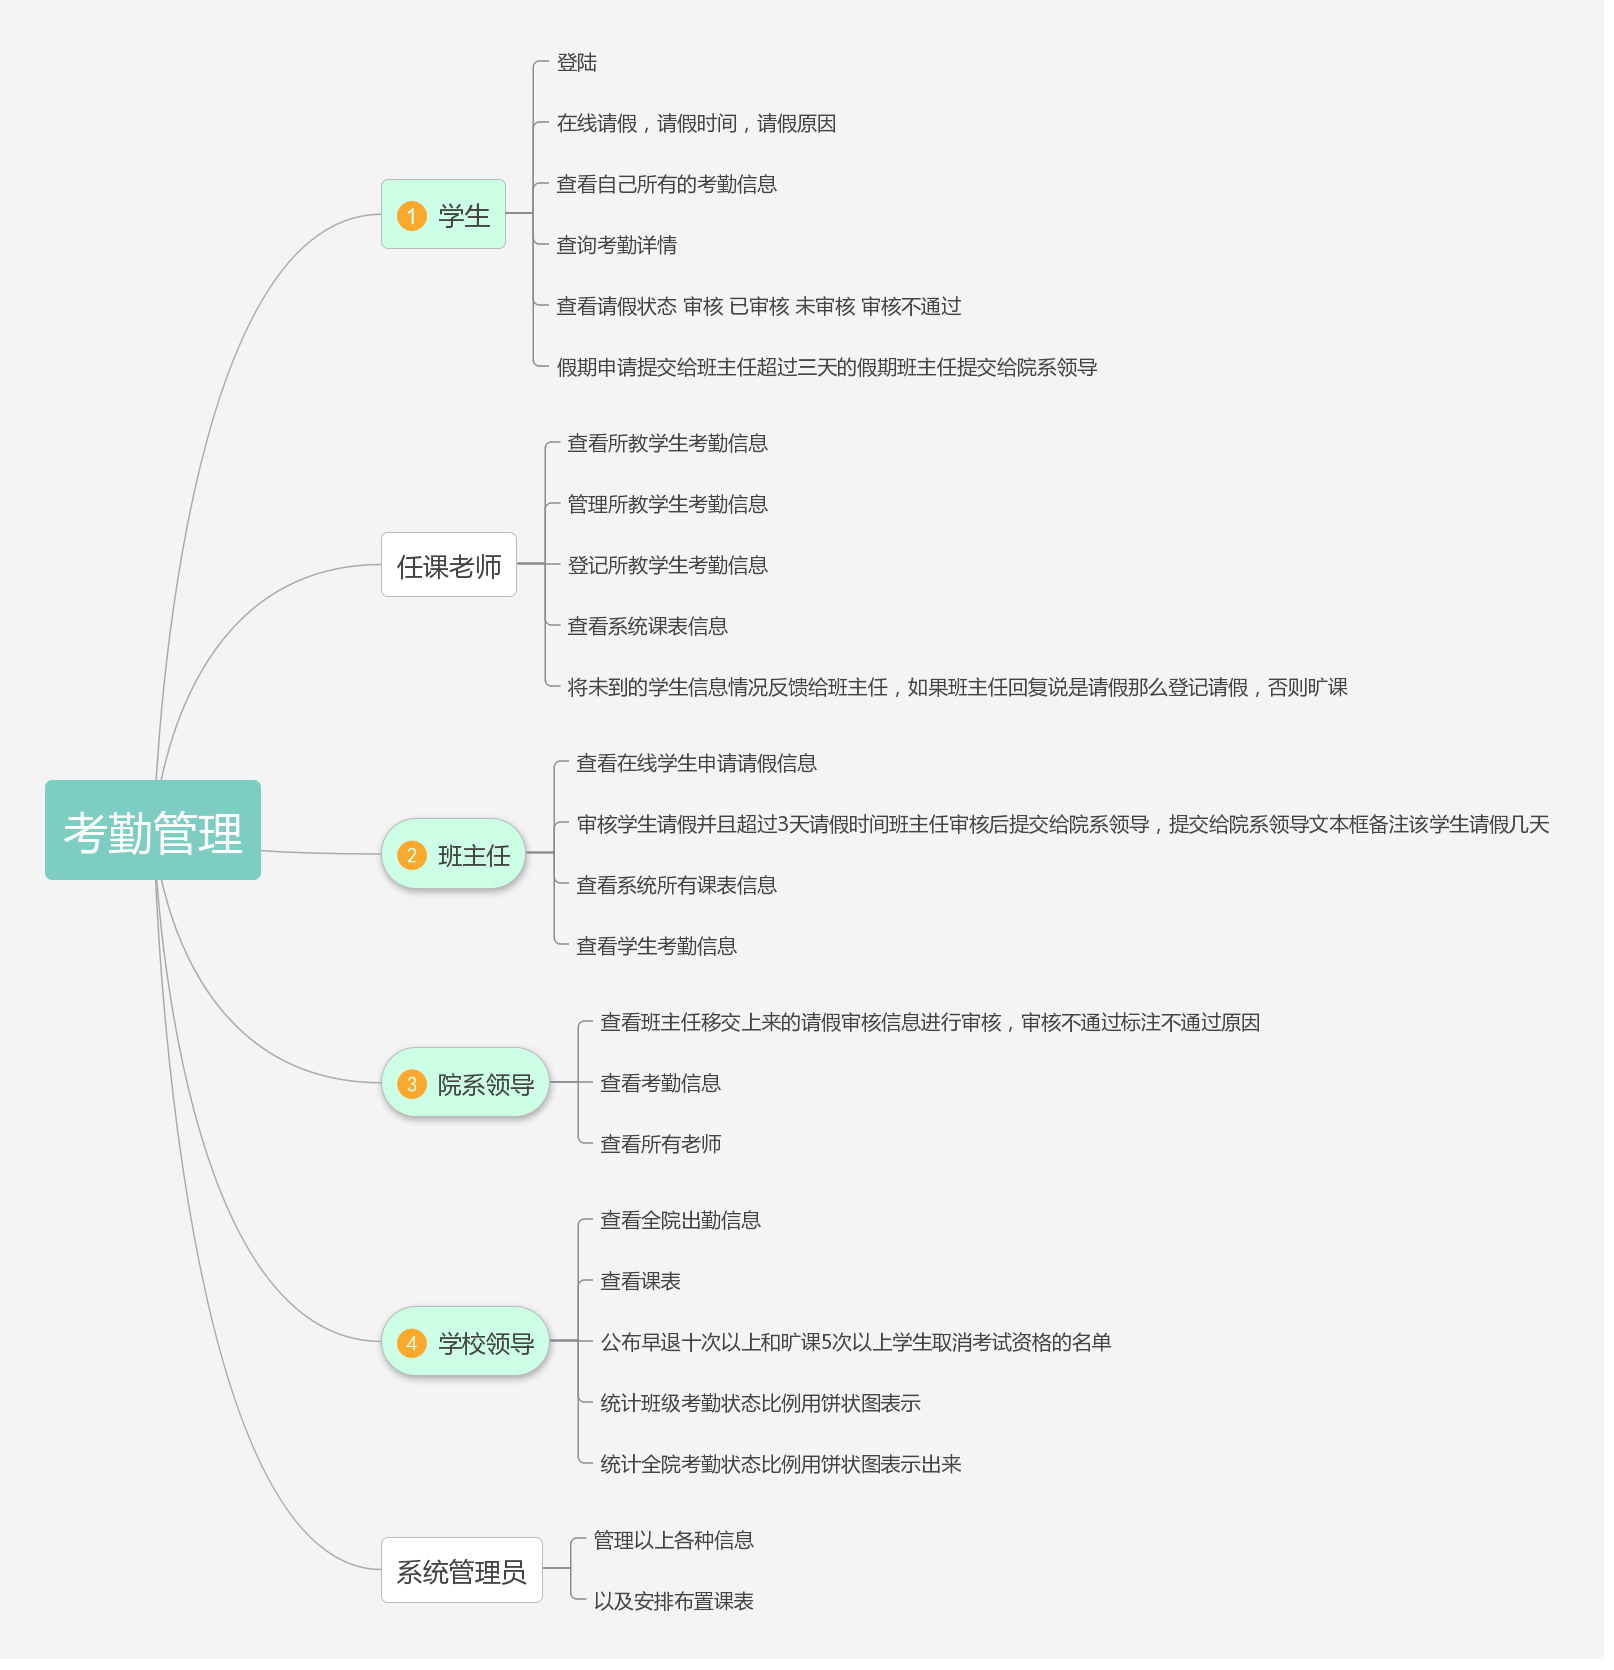 考勤管理
1 学生
登陆
在线请假，请假时间，请假原因
查看自己所有的考勤信息
查询考勤详情
查看请假状态 审核 已审核 未审核 审核不通过
假期申请提交给班主任超过三天的假期班主任提交给院系领导
任课老师
查看所教学生考勤信息
管理所教学生考勤信息
登记所教学生考勤信息
查看系统课表信息
将未到的学生信息情况反馈给班主任，如果班主任回复说是请假那么登记请假，否则旷课
2 班主任
查看在线学生申请请假信息
审核学生请假并且超过3天请假时间班主任审核后提交给院系领导，提交给院系领导文本框备注该学生请假几天
查看系统所有课表信息
查看学生考勤信息
3 院系领导
查看班主任移交上来的请假审核信息进行审核，审核不通过标注不通过原因
查看考勤信息
查看所有老师
4 学校领导
查看全院出勤信息
查看课表
公布早退十次以上和旷课5次以上学生取消考试资格的名单
统计班级考勤状态比例用饼状图表示
统计全院考勤状态比例用饼状图表示出来
系统管理员
管理以上各种信息
以及安排布置课表